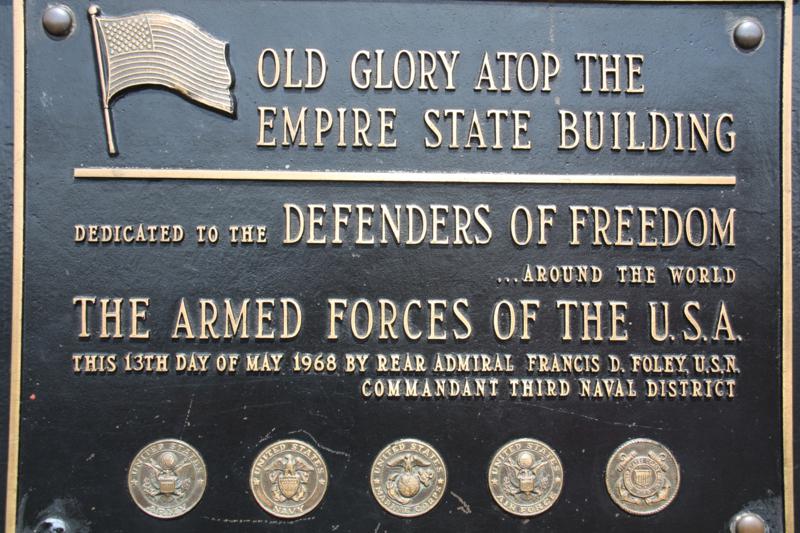 OLD GLORY ATOP THE
EMPIRE STATE BUILDING
DEDICATED TO THE DEFENDERS OF FREEDOM
...AROUND THE WORLD
THE ARMED FORCES OF THE U.S.A.
THIS 13TH DAY OF MAY 1968 BY REAR ADMIRAL FRANCIS D. FOLEY, U.S.N.
COMMANDANT THIRD NAVAL DISTRICT
UNITED STATES ARMY
UNITED STATES NAVY
UNITED STATES MARINE CORPS
UNITED STATES AIR FORCE